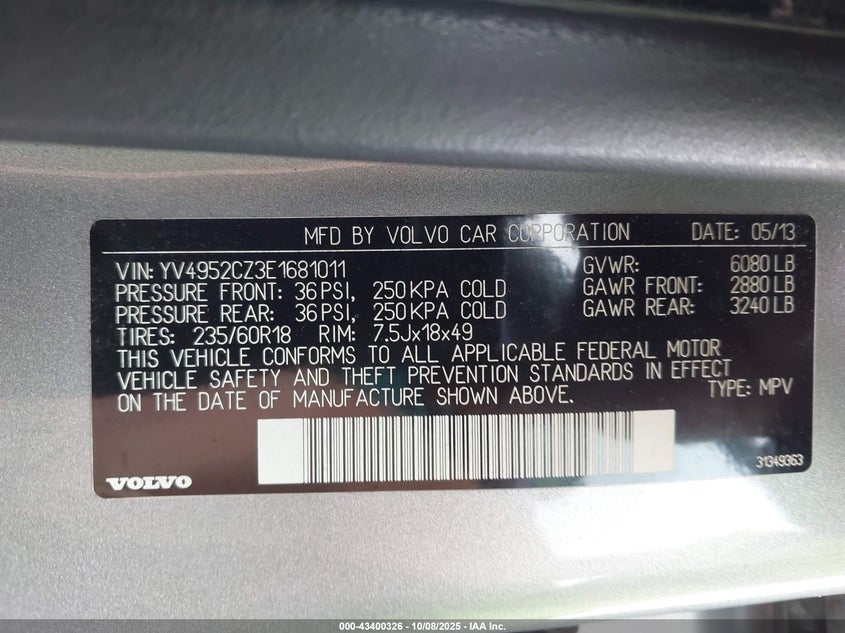 MFD BY VOLVO CAR CORPORATION DATE: 05/13
VIN: YV4952CZ3E1681011 GVWR: 6080 LB
PRESSURE FRONT: 36 PSI, 250 KPA COLD GAWR FRONT: 2880 LB
PRESSURE REAR: 36 PSI, 250 KPA COLD GAWR REAR: 3240 LB
TIRES: 235/60R18 RIM: 7.5Jx18x49
THIS VEHICLE CONFORMS TO ALL APPLICABLE FEDERAL MOTOR
VEHICLE SAFETY AND THEFT PREVENTION STANDARDS IN EFFECT
ON THE DATE OF MANUFACTURE SHOWN ABOVE. TYPE: MPV
31349363
VOLVO
000-43400326 - 10/08/2025 - IAA Inc.